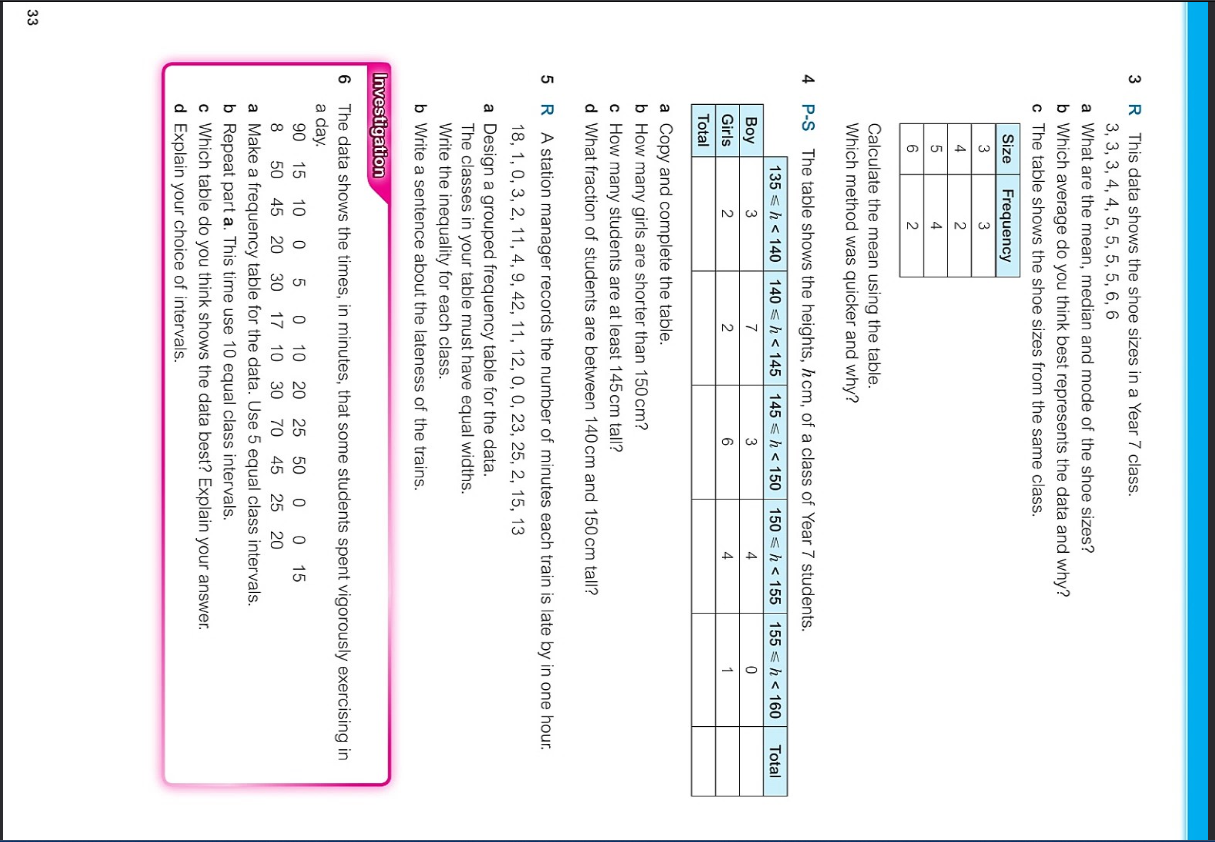 3 R This data shows the shoe sizes in a Year 7 class.
3, 3, 3, 4, 4, 5, 5, 5, 5, 6, 6
a What are the mean, median and mode of the shoe sizes?
b Which average do you think best represents the data and why?
c The table shows the shoe sizes from the same class.
Size Frequency
3 3
4 2
5 4
6 2
Calculate the mean using the table.
Which method was quicker and why?
4 P-S The table shows the heights, h cm, of a class of Year 7 students.
135 ⩽ h < 140 140 ⩽ h < 145 145 ⩽ h < 150 150 ⩽ h < 155 155 ⩽ h < 160 Total
Boy 3 7 3 4 0
Girls 2 2 6 4 1
Total
a Copy and complete the table.
b How many girls are shorter than 150 cm?
c How many students are at least 145 cm tall?
d What fraction of students are between 140 cm and 150 cm tall?
5 R A station manager records the number of minutes each train is late by in one hour.
18, 1, 0, 3, 2, 11, 4, 9, 42, 11, 12, 0, 0, 23, 25, 2, 15, 13
a Design a grouped frequency table for the data.
The classes in your table must have equal widths.
Write the inequality for each class.
b Write a sentence about the lateness of the trains.
Investigation
6 The data shows the times, in minutes, that some students spent vigorously exercising in
a day.
90 15 10 0 5 0 10 20 25 50 0 0 15
8 50 45 20 30 17 10 30 70 45 25 20
a Make a frequency table for the data. Use 5 equal class intervals.
b Repeat part a. This time use 10 equal class intervals.
c Which table do you think shows the data best? Explain your answer.
d Explain your choice of intervals.
33